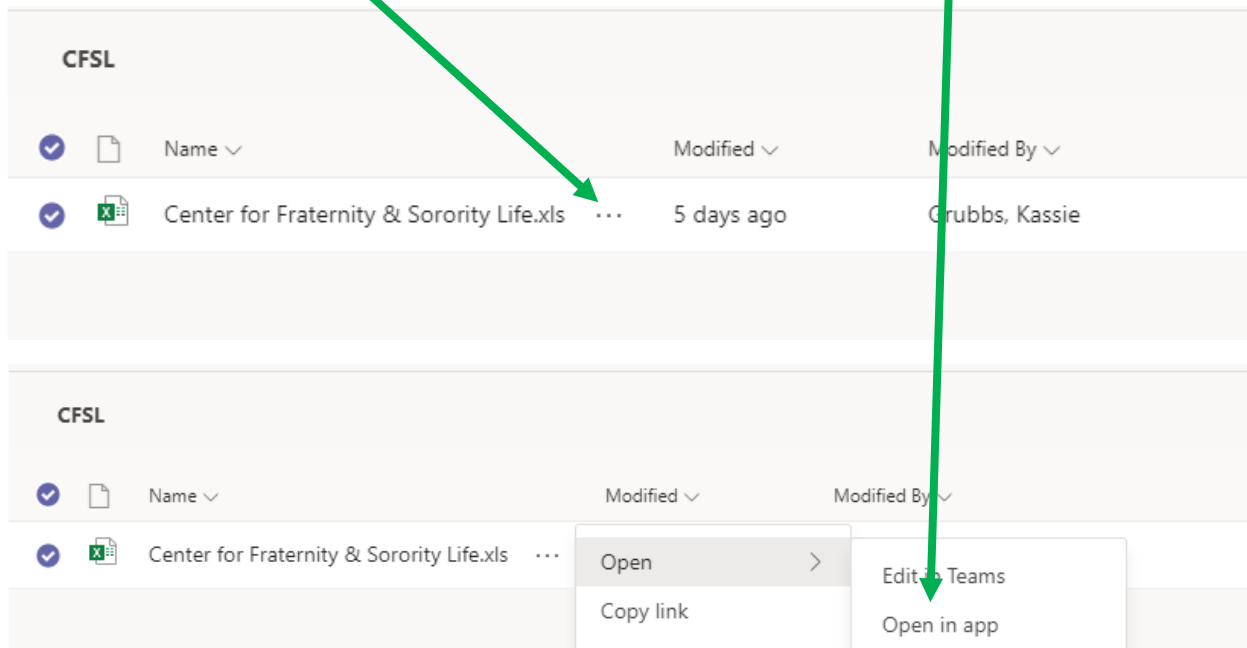 CFSL
Name Modified Modified By
Center for Fraternity & Sorority Life.xls ... 5 days ago Grubbs, Kassie
CFSL
Name Modified Modified By
Center for Fraternity & Sorority Life.xls ...
Open
Copy link
Edit in Teams
Open in app